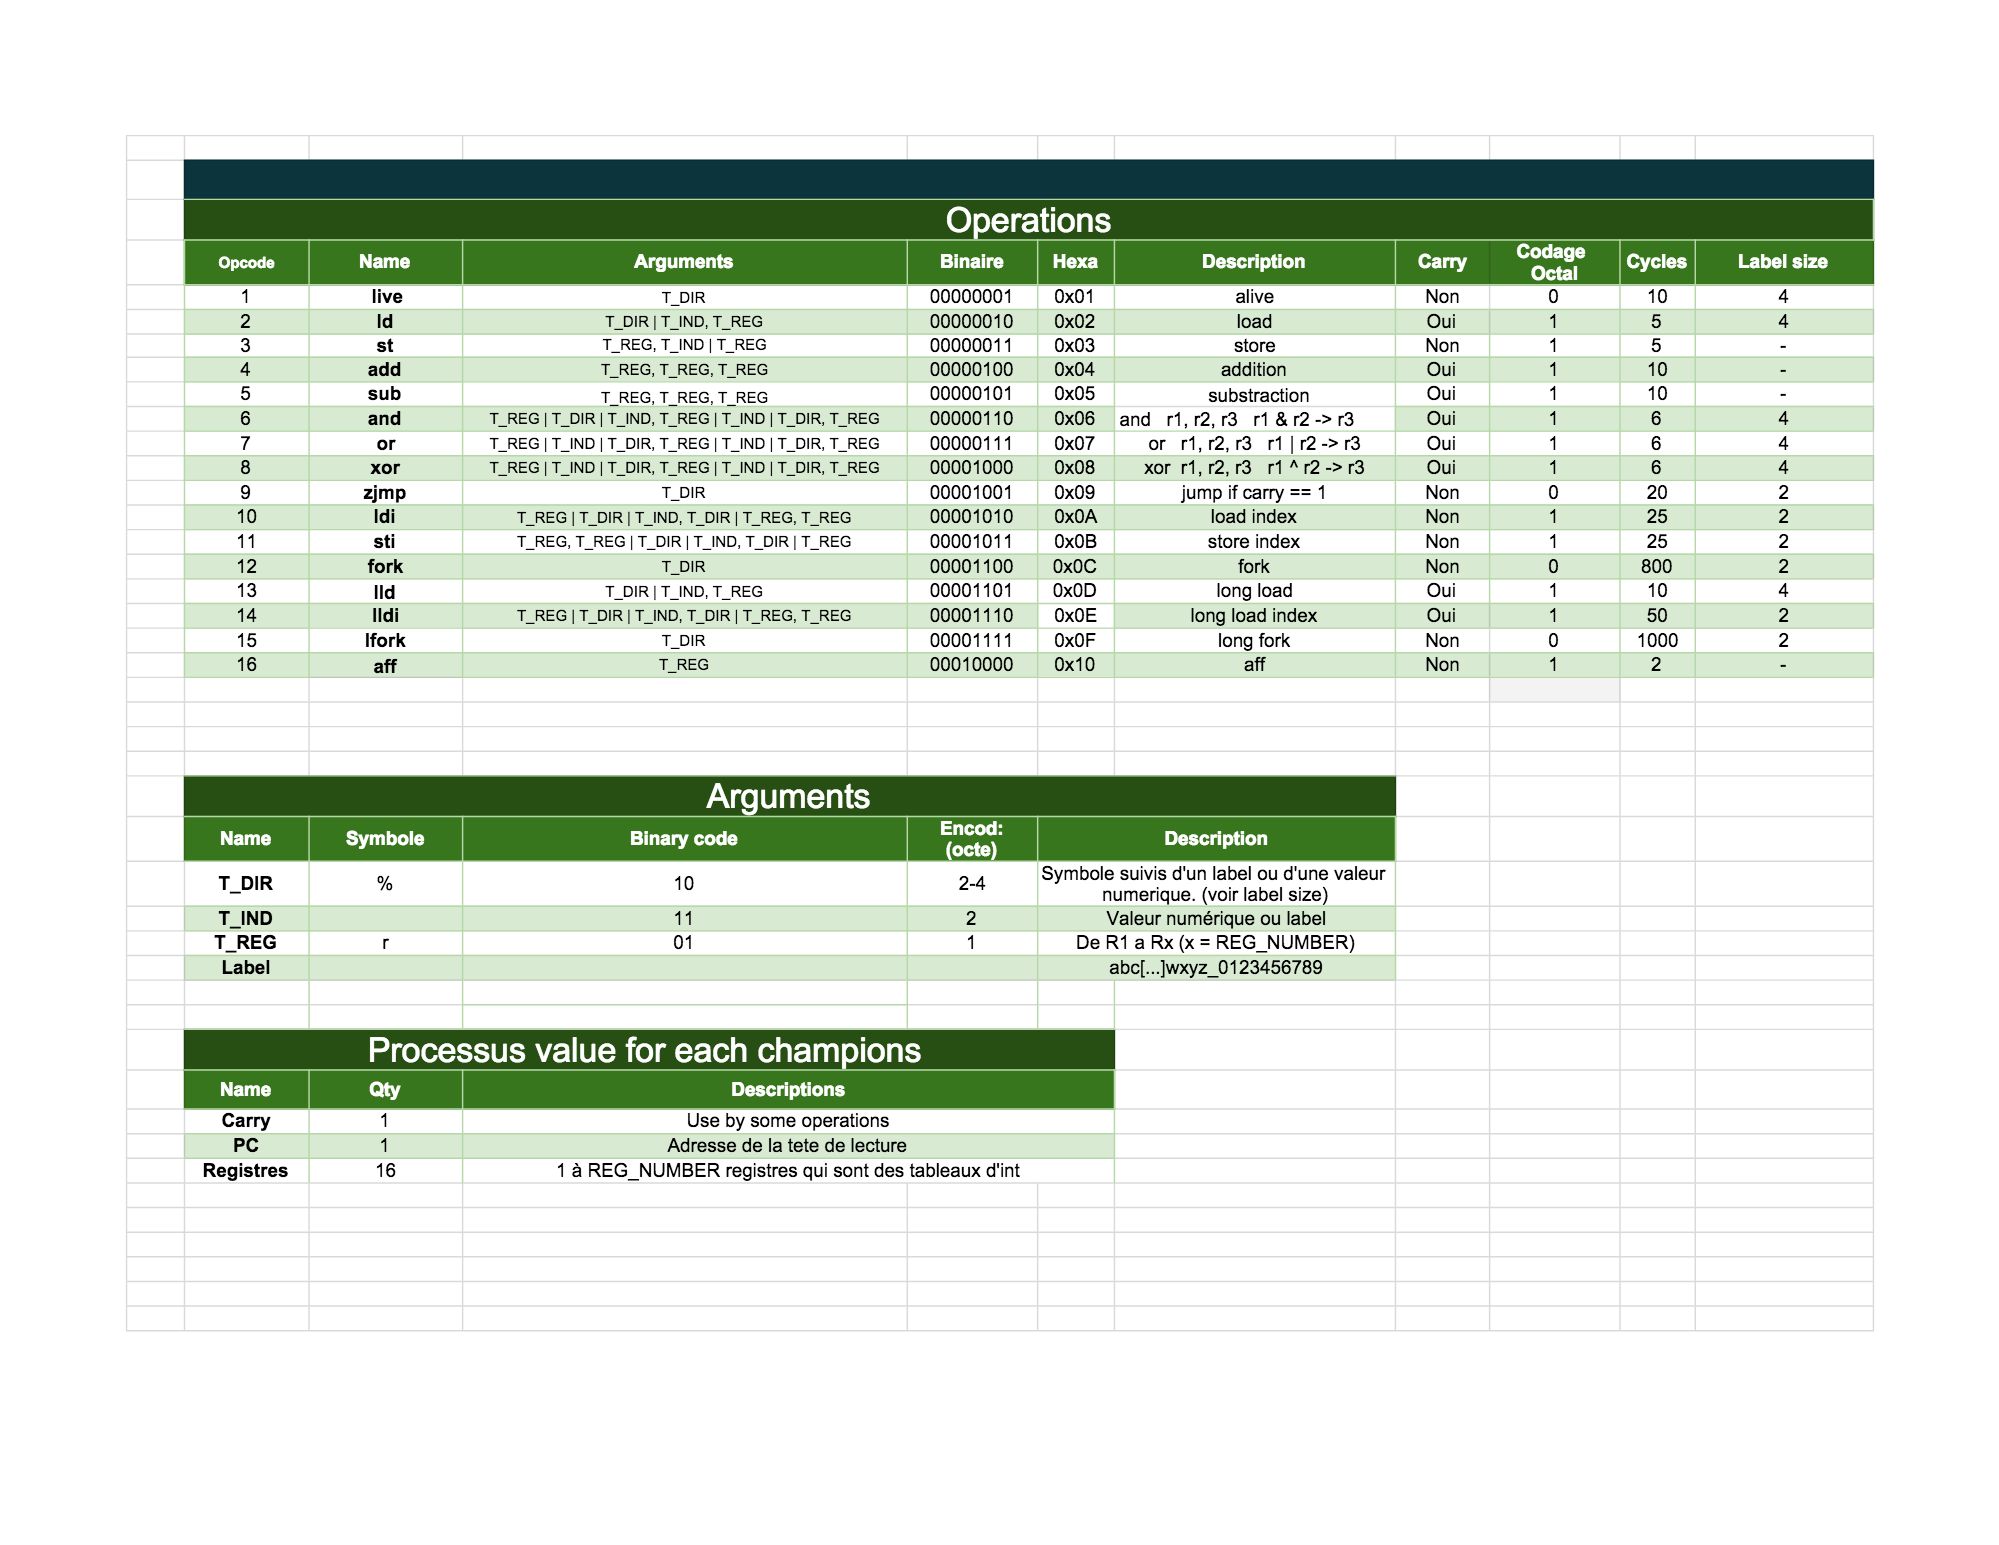 Operations
Opcode Name Arguments Binaire Hexa Description Carry Codage Octal Cycles Label size
1 live T_DIR 00000001 0x01 alive Non 0 10 4
2 ld T_DIR | T_IND, T_REG 00000010 0x02 load Oui 1 5 4
3 st T_REG, T_IND | T_REG 00000011 0x03 store Non 1 5 -
4 add T_REG, T_REG, T_REG 00000100 0x04 addition Oui 1 10 -
5 sub T_REG, T_REG, T_REG 00000101 0x05 substraction Oui 1 10 -
6 and T_REG | T_DIR | T_IND, T_REG | T_IND | T_DIR, T_REG 00000110 0x06 and r1, r2, r3 r1 & r2 -> r3 Oui 1 6 4
7 or T_REG | T_IND | T_DIR, T_REG | T_IND | T_DIR, T_REG 00000111 0x07 or r1, r2, r3 r1 | r2 -> r3 Oui 1 6 4
8 xor T_REG | T_IND | T_DIR, T_REG | T_IND | T_DIR, T_REG 00001000 0x08 xor r1, r2, r3 r1 ^ r2 -> r3 Oui 1 6 4
9 zjmp T_DIR 00001001 0x09 jump if carry == 1 Non 0 20 2
10 ldi T_REG | T_DIR | T_IND, T_DIR | T_REG, T_REG 00001010 0x0A load index Non 1 25 2
11 sti T_REG, T_REG | T_DIR | T_IND, T_DIR | T_REG 00001011 0x0B store index Non 1 25 2
12 fork T_DIR 00001100 0x0C fork Non 0 800 2
13 lld T_DIR | T_IND, T_REG 00001101 0x0D long load Oui 1 10 4
14 lldi T_REG | T_DIR | T_IND, T_DIR | T_REG, T_REG 00001110 0x0E long load index Oui 1 50 2
15 lfork T_DIR 00001111 0x0F long fork Non 0 1000 2
16 aff T_REG 00010000 0x10 aff Non 1 2 -
Arguments
Name Symbole Binary code Encod: (octe) Description
T_DIR % 10 2-4 Symbole suivis d'un label ou d'une valeur
numerique. (voir label size)
T_IND 11 2 Valeur numérique ou label
T_REG r 01 1 De R1 a Rx (x = REG_NUMBER)
Label abc[...]wxyz_0123456789
Processus value for each champions
Name Qty Descriptions
Carry 1 Use by some operations
PC 1 Adresse de la tete de lecture
Registres 16 1 à REG_NUMBER registres qui sont des tableaux d'int